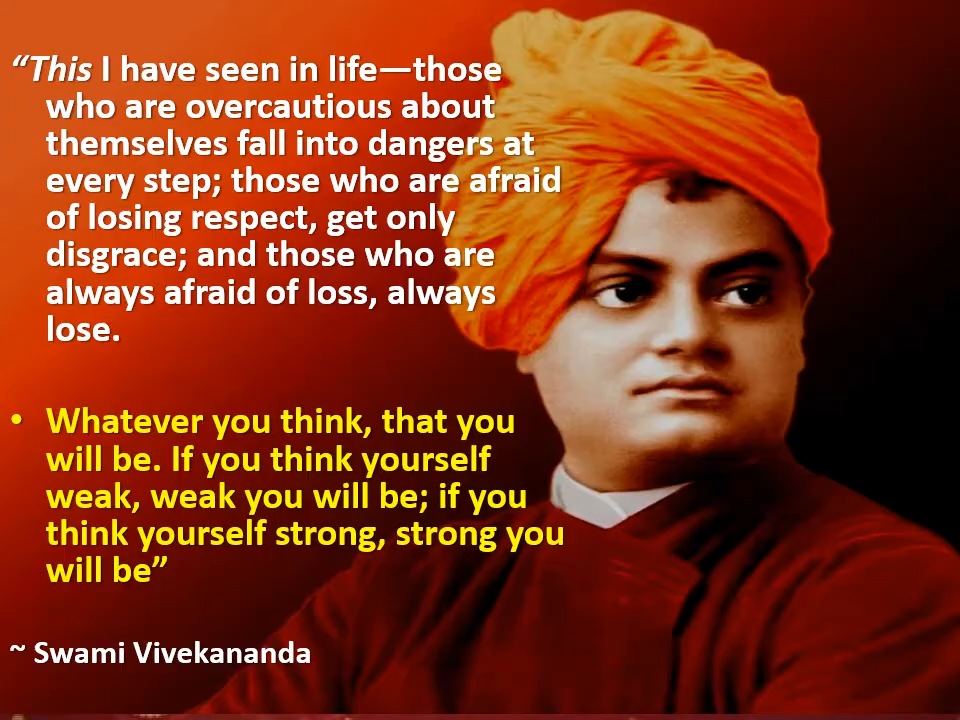 “This I have seen in life—those
who are overcautious about
themselves fall into dangers at
every step; those who are afraid
of losing respect, get only
disgrace; and those who are
always afraid of loss, always
lose.
• Whatever you think, that you
will be. If you think yourself
weak, weak you will be; if you
think yourself strong, strong you
will be”
~ Swami Vivekananda